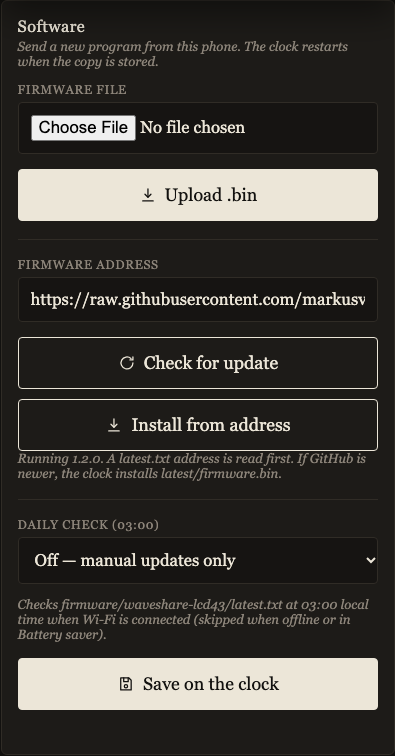 Software
Send a new program from this phone. The clock restarts
when the copy is stored.
FIRMWARE FILE
Choose File No file chosen
Upload .bin
FIRMWARE ADDRESS
https://raw.githubusercontent.com/markusv
Check for update
Install from address
Running 1.2.0. A latest.txt address is read first. If GitHub is
newer, the clock installs latest/firmware.bin.
DAILY CHECK (03:00)
Off — manual updates only
Checks firmware/waveshare-lcd43/latest.txt at 03:00 local
time when Wi-Fi is connected (skipped when offline or in
Battery saver).
Save on the clock